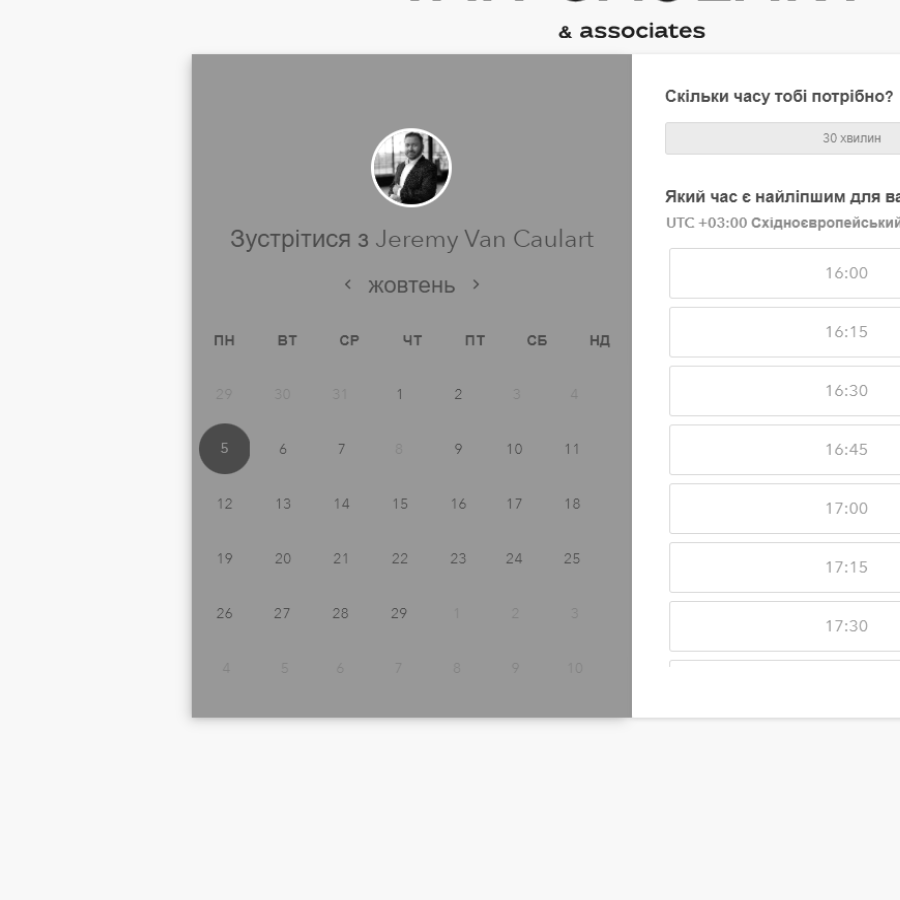 & associates
Зустрітися з Jeremy Van Caulart
жовтень
ПН ВТ СР ЧТ ПТ СБ НД
29 30 31 1 2 3 4
5 6 7 8 9 10 11
12 13 14 15 16 17 18
19 20 21 22 23 24 25
26 27 28 29 1 2 3
4 5 6 7 8 9 10
Скільки часу тобі потрібно?
30 хвилин
Який час є найліпшим для
UTC +03:00 Східноєвропейський
16:00
16:15
16:30
16:45
17:00
17:15
17:30